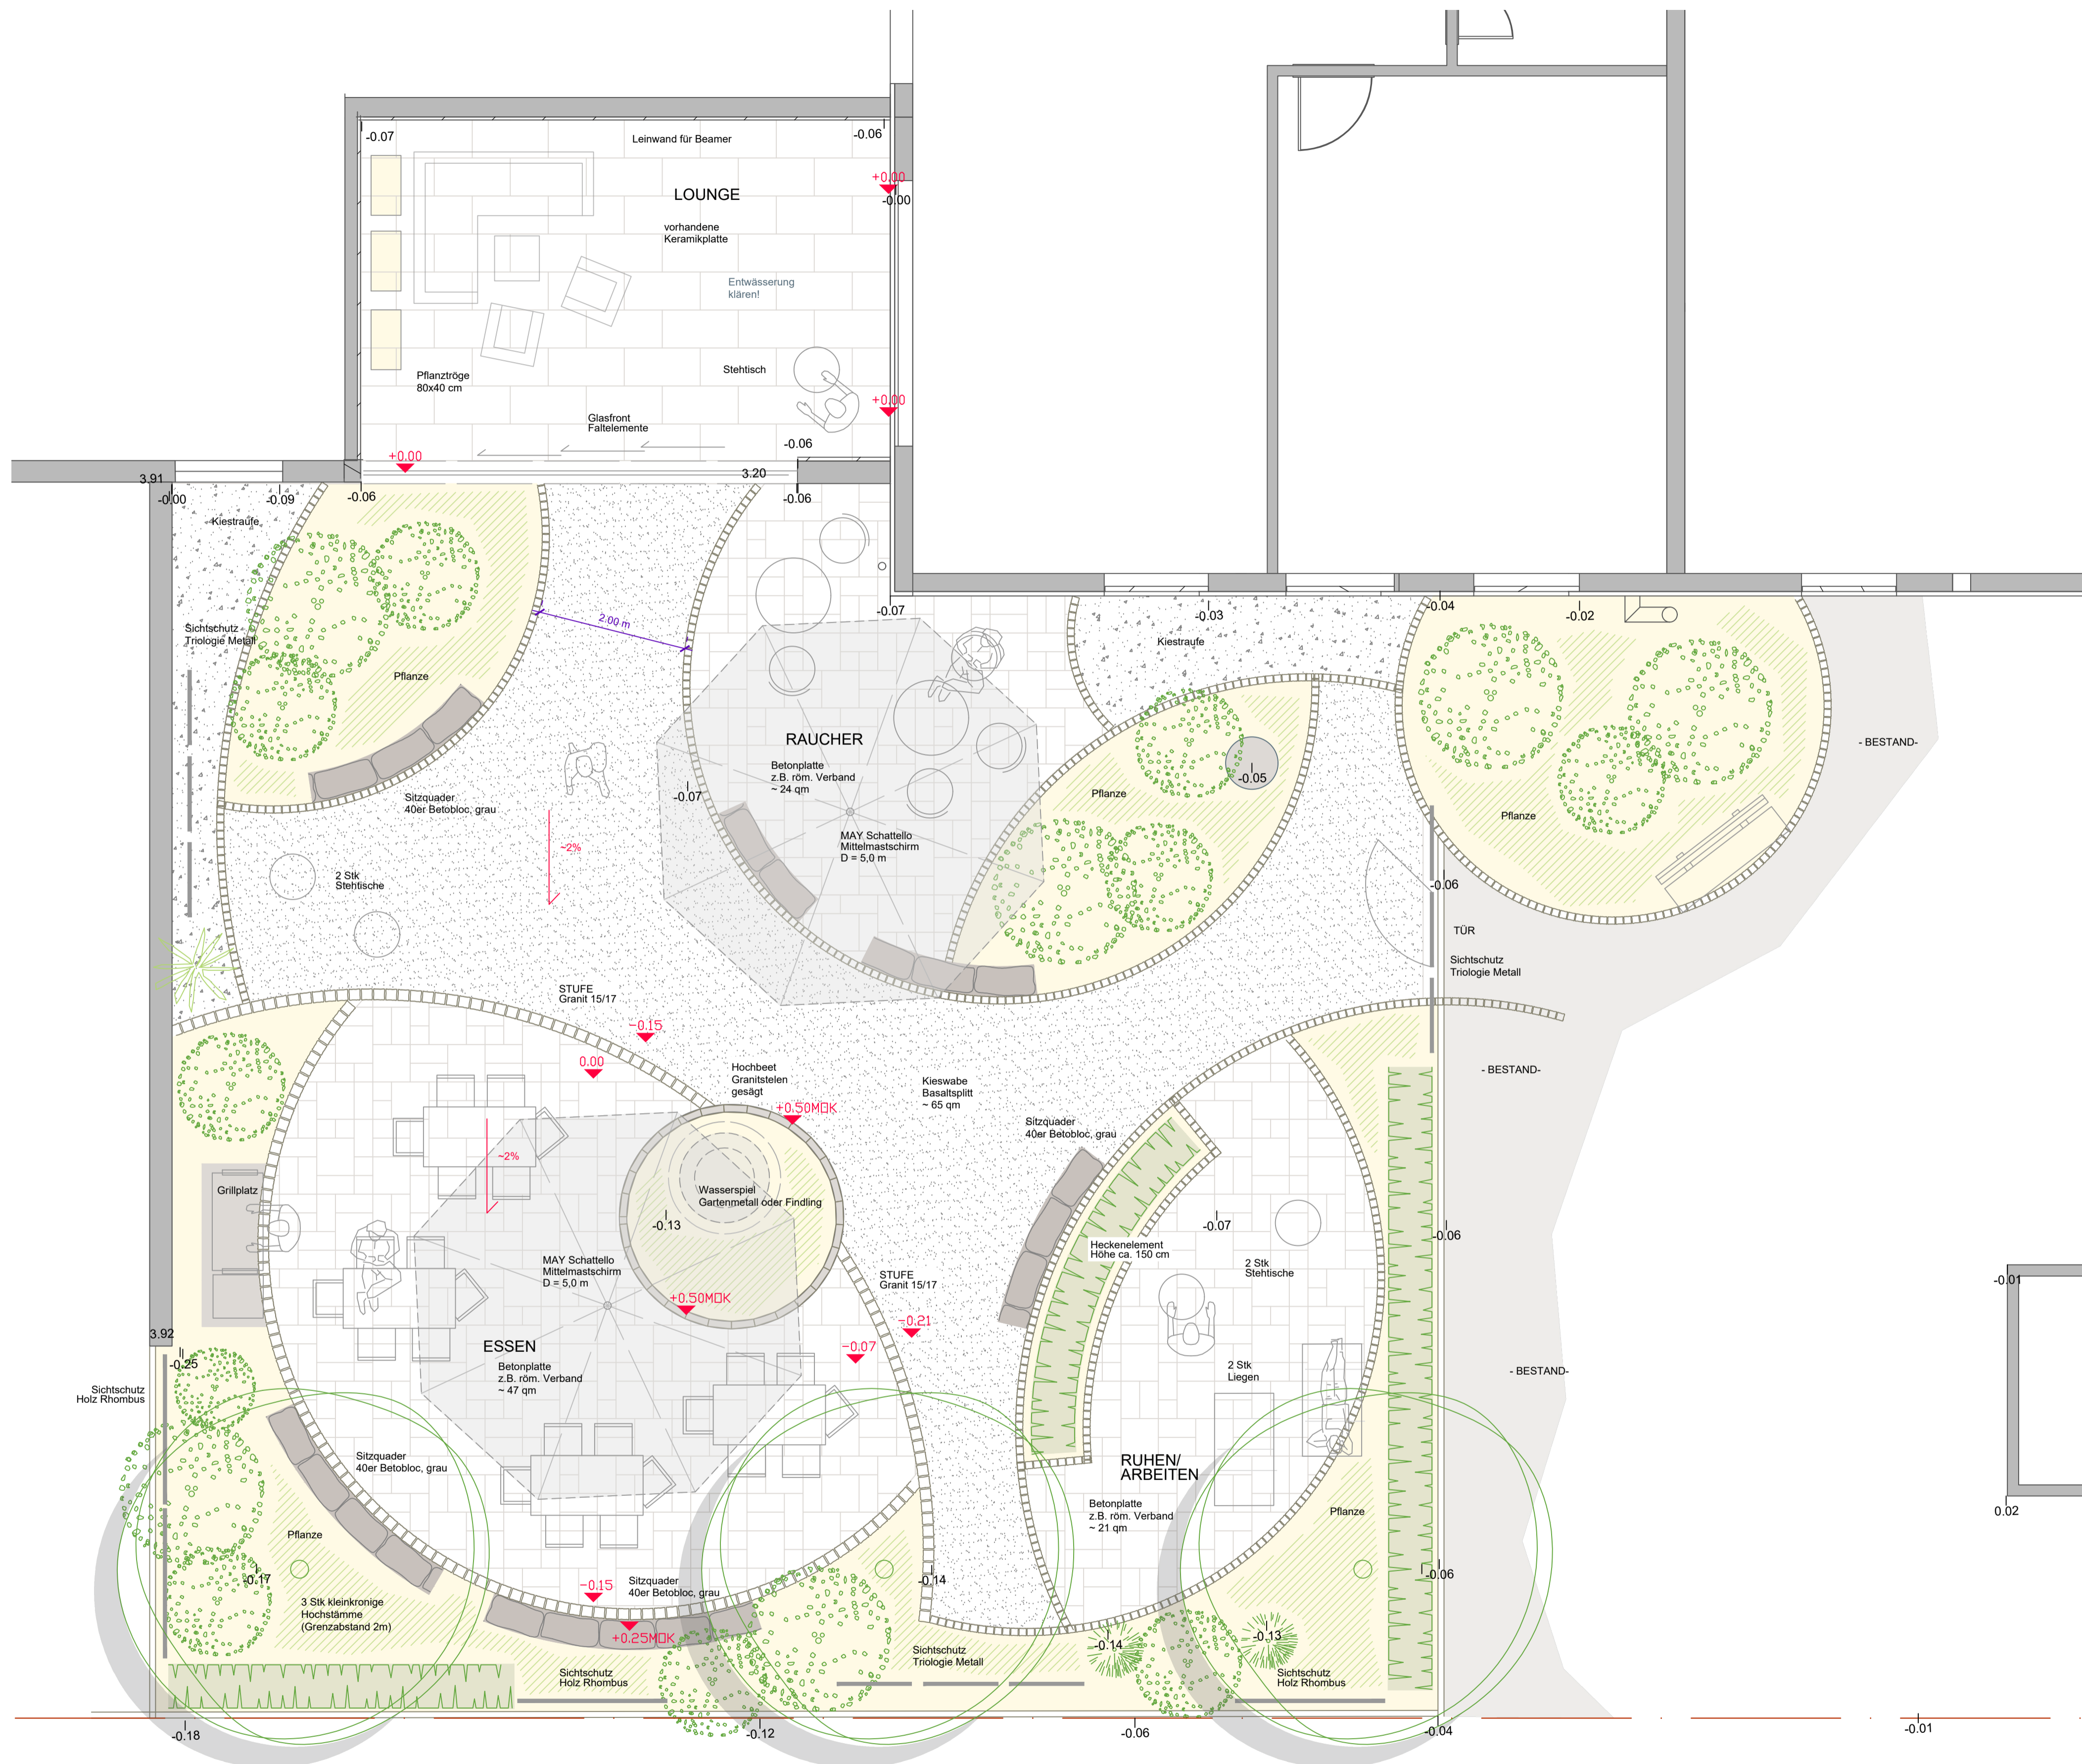 -0.07
Leinwand für Beamer
-0.06
+0.00
-0.00
LOUNGE
vorhandene
Keramikplatte
Entwässerung
klären!
Pflanztröge
80x40 cm
Stehtisch
+0.00
Glasfront
Faltelemente
-0.06
+0.00
3.20
3.91
-0.00
-0.09
-0.06
-0.06
Kiestraufe
2.00 m
-0.07
-0.03
-0.04
-0.02
Sichtschutz
Triologie Metall
Kiestraufe
Pflanze
RAUCHER
- BESTAND-
Betonplatte
z.B. röm. Verband
~ 24 qm
-0.07
-0.05
Pflanze
Sitzquader
40er Betobloc, grau
Pflanze
MAY Schattello
Mittelmastschirm
D = 5,0 m
~2%
2 Stk
Stehtische
-0.06
TÜR
Sichtschutz
Triologie Metall
STUFE
Granit 15/17
-0.15
0.00
Hochbeet
Granitstelen
gesägt
+0.50MOK
Kieswabe
Basaltsplitt
~ 65 qm
- BESTAND-
Sitzquader
40er Betobloc, grau
~2%
Grillplatz
Wasserspiel
Gartenmetall oder Findling
-0.13
-0.07
-0.06
Heckenelement
Höhe ca. 150 cm
MAY Schattello
Mittelmastschirm
D = 5,0 m
STUFE
Granit 15/17
2 Stk
Stehtische
-0.01
+0.50MOK
-0.21
3.92
ESSEN
-0.07
-0.25
Betonplatte
z.B. röm. Verband
~ 47 qm
2 Stk
Liegen
- BESTAND-
Sichtschutz
Holz Rhombus
Sitzquader
40er Betobloc, grau
RUHEN/
ARBEITEN
Betonplatte
z.B. röm. Verband
~ 21 qm
Pflanze
0.02
Pflanze
-0.17
-0.15
Sitzquader
40er Betobloc, grau
-0.14
-0.06
3 Stk kleinkronige
Hochstämme
(Grenzabstand 2m)
+0.25MOK
-0.14
-0.13
Sichtschutz
Triologie Metall
Sichtschutz
Holz Rhombus
Sichtschutz
Holz Rhombus
-0.18
-0.12
-0.06
-0.04
-0.01